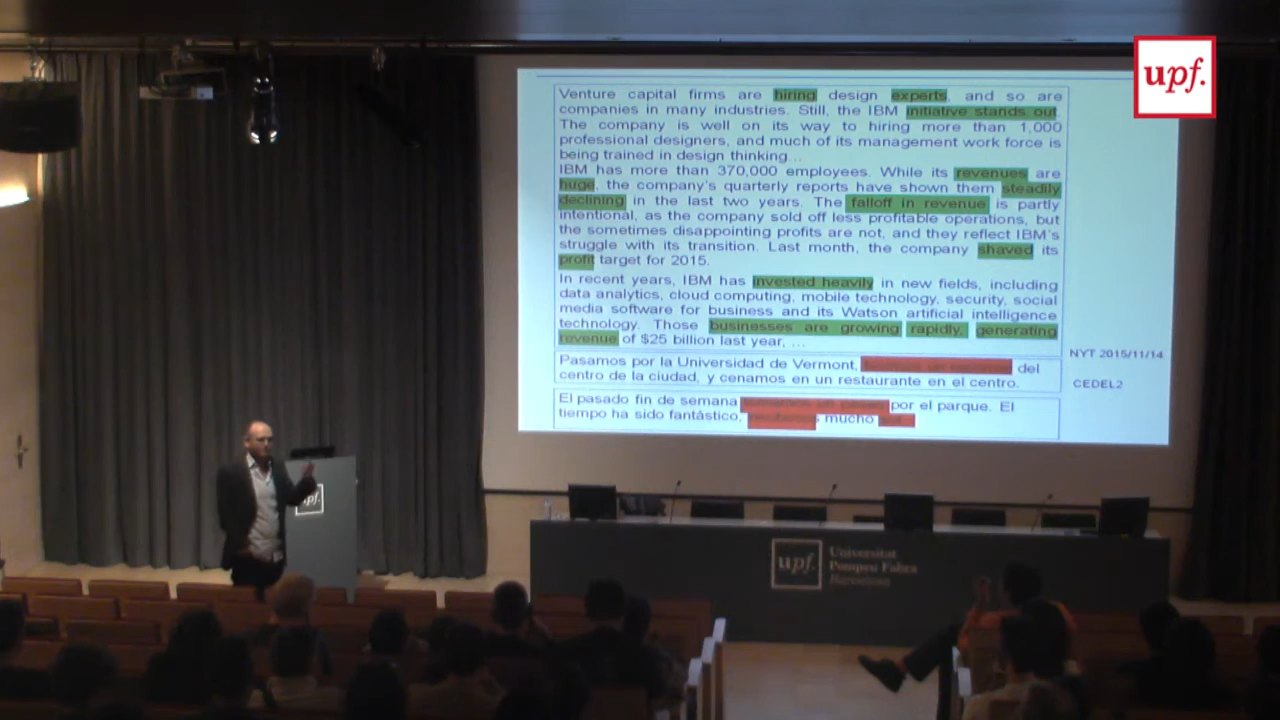 upf.
Venture capital firms are hiring design experts, and so are
companies in many industries. Still, the IBM initiative stands out.
The company is well on its way to hiring more than 1,000
professional designers, and much of its management work force is
being trained in design thinking...
IBM has more than 370,000 employees. While its revenues are
huge, the company's quarterly reports have shown them steadily
declining in the last two years. The falloff in revenue is partly
intentional, as the company sold off less profitable operations, but
the sometimes disappointing profits are not, and they reflect IBM's
struggle with its transition. Last month, the company shaved its
profit target for 2015.
In recent years, IBM has invested heavily in new fields, including
data analytics, cloud computing, mobile technology, security, social
media software for business and its Watson artificial intelligence
technology. Those businesses are growing rapidly, generating
revenue of $25 billion last year, ...
NYT 2015/11/14
Pasamos por la Universidad de Vermont, del
centro de la ciudad, y cenamos en un restaurante en el centro.
CEDEL2
El pasado fin de semana por el parque. El
tiempo ha sido fantástico, mucho
upf.
upf.
Universitat
Pompeu Fabra
Barcelona